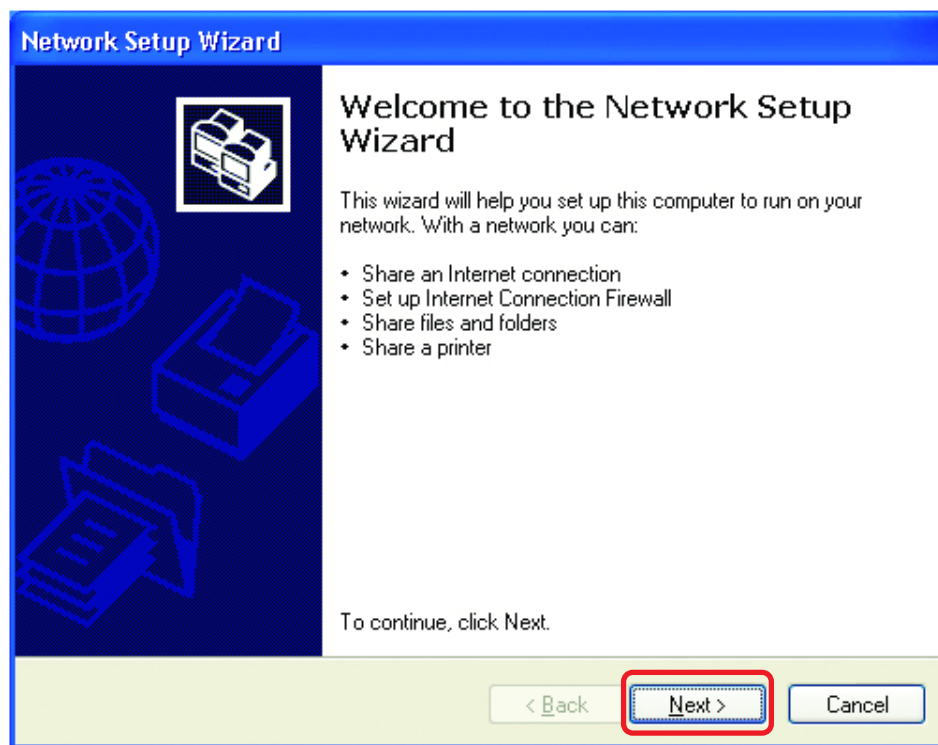 Network Setup Wizard
Welcome to the Network Setup
Wizard
This wizard will help you set up this computer to run on your
network. With a network you can:
• Share an Internet connection
• Set up Internet Connection Firewall
• Share files and folders
• Share a printer
To continue, click Next.
< Back Next > Cancel